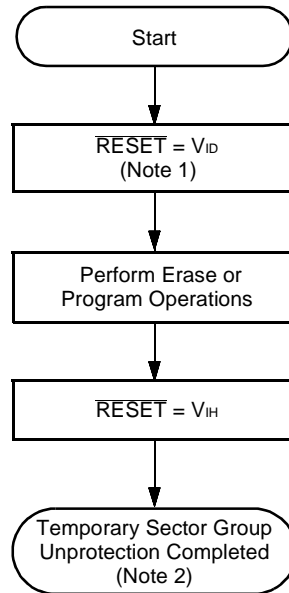 Start
RESET = VID
(Note 1)
Perform Erase or
Program Operations
RESET = VIH
Temporary Sector Group
Unprotection Completed
(Note 2)